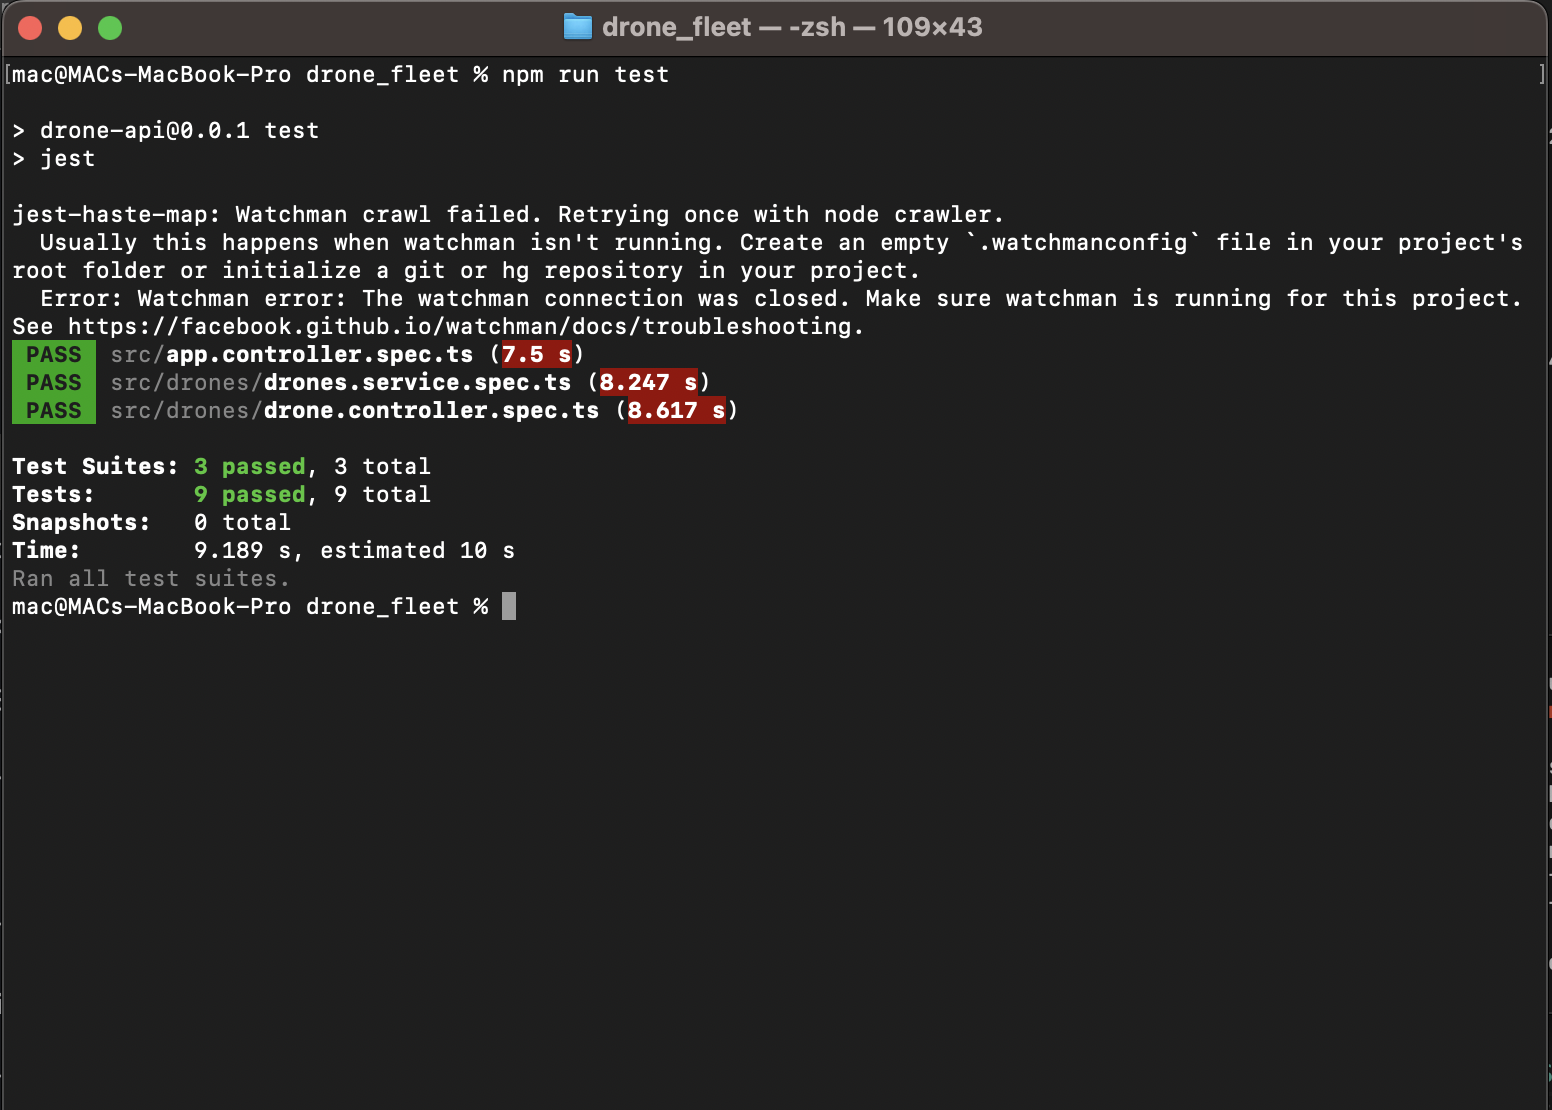 drone_fleet — -zsh — 109×43
[mac@MACs-MacBook-Pro drone_fleet % npm run test ]
> drone-api@0.0.1 test
> jest
jest-haste-map: Watchman crawl failed. Retrying once with node crawler.
Usually this happens when watchman isn't running. Create an empty `.watchmanconfig` file in your project's
root folder or initialize a git or hg repository in your project.
Error: Watchman error: The watchman connection was closed. Make sure watchman is running for this project.
See https://facebook.github.io/watchman/docs/troubleshooting.
PASS src/app.controller.spec.ts (7.5 s)
PASS src/drones/drones.service.spec.ts (8.247 s)
PASS src/drones/drone.controller.spec.ts (8.617 s)
Test Suites: 3 passed, 3 total
Tests: 9 passed, 9 total
Snapshots: 0 total
Time: 9.189 s, estimated 10 s
Ran all test suites.
mac@MACs-MacBook-Pro drone_fleet %